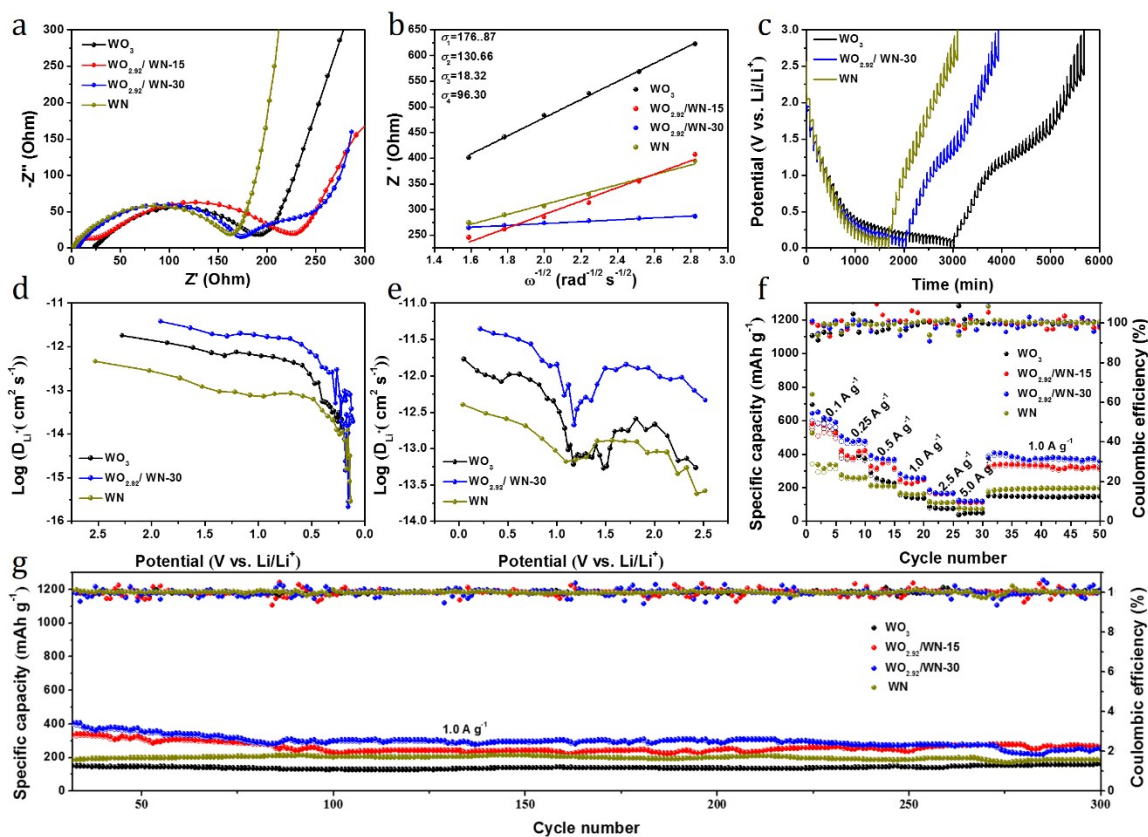 a
-Z'' (Ohm)
300
250
200
150
100
50
0
WO3
WO2.92/ WN-15
WO2.92/ WN-30
WN
0 50 100 150 200 250 300
Z' (Ohm)
b
Z ' (Ohm)
650
600
550
500
450
400
350
300
250
200
σ1=176..87
σ2=130.66
σ3=18.32
σ4=96.30
WO3
WO2.92/WN-15
WO2.92/WN-30
WN
1.4 1.6 1.8 2.0 2.2 2.4 2.6 2.8 3.0
ω-1/2 (rad-1/2 s-1/2)
c
Potential (V vs. Li/Li+)
3.0
2.5
2.0
1.5
1.0
0.5
0.0
WO3
WO2.92/ WN-30
WN
0 1000 2000 3000 4000 5000 6000
Time (min)
d
Log (DLi+(cm2 s-1))
-11
-12
-13
-14
-15
-16
WO3
WO2.92/ WN-30
WN
2.5 2.0 1.5 1.0 0.5 0.0
Potential (V vs. Li/Li+)
e
Log (DLi+(cm2 s-1))
-11.0
-11.5
-12.0
-12.5
-13.0
-13.5
-14.0
WO3
WO2.92/ WN-30
WN
0.0 0.5 1.0 1.5 2.0 2.5
Potential (V vs. Li/Li+)
f
Specific capacity (mAh g-1)
1200
1000
800
600
400
200
0
WO3
WO2.92/WN-15
WO2.92/WN-30
WN
0.1 A g-1
0.25 A g-1
0.5 A g-1
1.0 A g-1
2.5 A g-1
5.0 A g-1
1.0 A g-1
100
80
60
40
20
0
Coulombic efficiency (%)
0 5 10 15 20 25 30 35 40 45 50
Cycle number
g
Specific capacity (mAh g-1)
1200
1000
800
600
400
200
0
WO3
WO2.92/WN-15
WO2.92/WN-30
WN
1.0 A g-1
10
8
6
4
2
0
Coulombic efficiency (%)
50 100 150 200 250 300
Cycle number